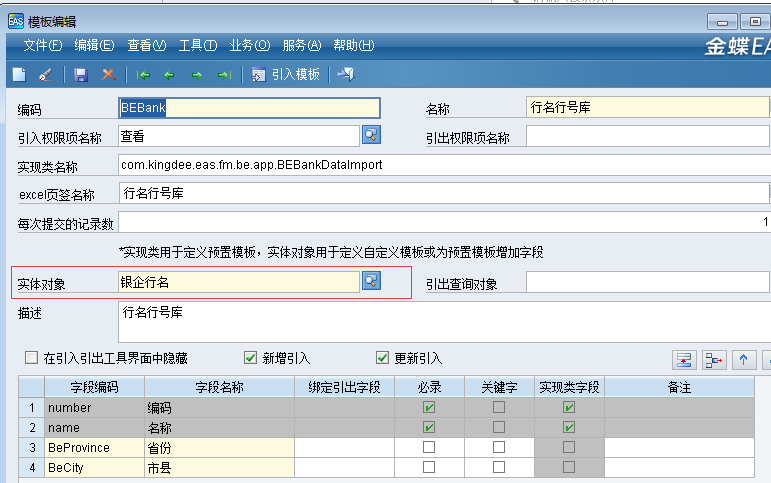 EAS 模板编辑
文件(F) 编辑(E) 查看(V) 工具(T) 业务(O) 服务(A) 帮助(H)
金蝶EA
引入模板
编码 BEBank 名称 行名行号库
引入权限项名称 查看 引出权限项名称
实现类名称 com.kingdee.eas.fm.be.app.BEBankDataImport
excel页签名称 行名行号库
每次提交的记录数 1
*实现类用于定义预置模板，实体对象用于定义自定义模板或为预置模板增加字段
实体对象 银企行名 引出查询对象
描述 行名行号库
在引入引出工具界面中隐藏 新增引入 更新引入
字段编码 字段名称 绑定引出字段 必录 关键字 实现类字段 备注
1 number 编码
2 name 名称
3 BeProvince 省份
4 BeCity 市县